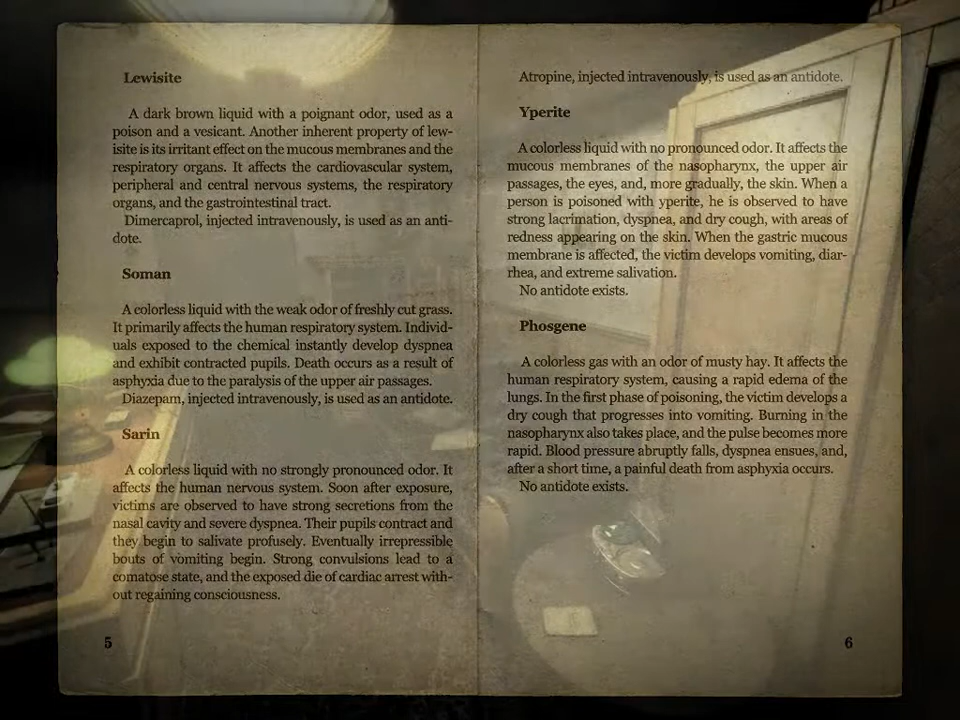 Lewisite
A dark brown liquid with a poignant odor, used as a
poison and a vesicant. Another inherent property of lew-
isite is its irritant effect on the mucous membranes and the
respiratory organs. It affects the cardiovascular system,
peripheral and central nervous systems, the respiratory
organs, and the gastrointestinal tract.
Dimercaprol, injected intravenously, is used as an anti-
dote.
Soman
A colorless liquid with the weak odor of freshly cut grass.
It primarily affects the human respiratory system. Individ-
uals exposed to the chemical instantly develop dyspnea
and exhibit contracted pupils. Death occurs as a result of
asphyxia due to the paralysis of the upper air passages.
Diazepam, injected intravenously, is used as an antidote.
Sarin
A colorless liquid with no strongly pronounced odor. It
affects the human nervous system. Soon after exposure,
victims are observed to have strong secretions from the
nasal cavity and severe dyspnea. Their pupils contract and
they begin to salivate profusely. Eventually irrepressible
bouts of vomiting begin. Strong convulsions lead to a
comatose state, and the exposed die of cardiac arrest with-
out regaining consciousness.
5
Atropine, injected intravenously, is used as an antidote.
Yperite
A colorless liquid with no pronounced odor. It affects the
mucous membranes of the nasopharynx, the upper air
passages, the eyes, and, more gradually, the skin. When a
person is poisoned with yperite, he is observed to have
strong lacrimation, dyspnea, and dry cough, with areas of
redness appearing on the skin. When the gastric mucous
membrane is affected, the victim develops vomiting, diar-
rhea, and extreme salivation.
No antidote exists.
Phosgene
A colorless gas with an odor of musty hay. It affects the
human respiratory system, causing a rapid edema of the
lungs. In the first phase of poisoning, the victim develops a
dry cough that progresses into vomiting. Burning in the
nasopharynx also takes place, and the pulse becomes more
rapid. Blood pressure abruptly falls, dyspnea ensues, and,
after a short time, a painful death from asphyxia occurs.
No antidote exists.
6